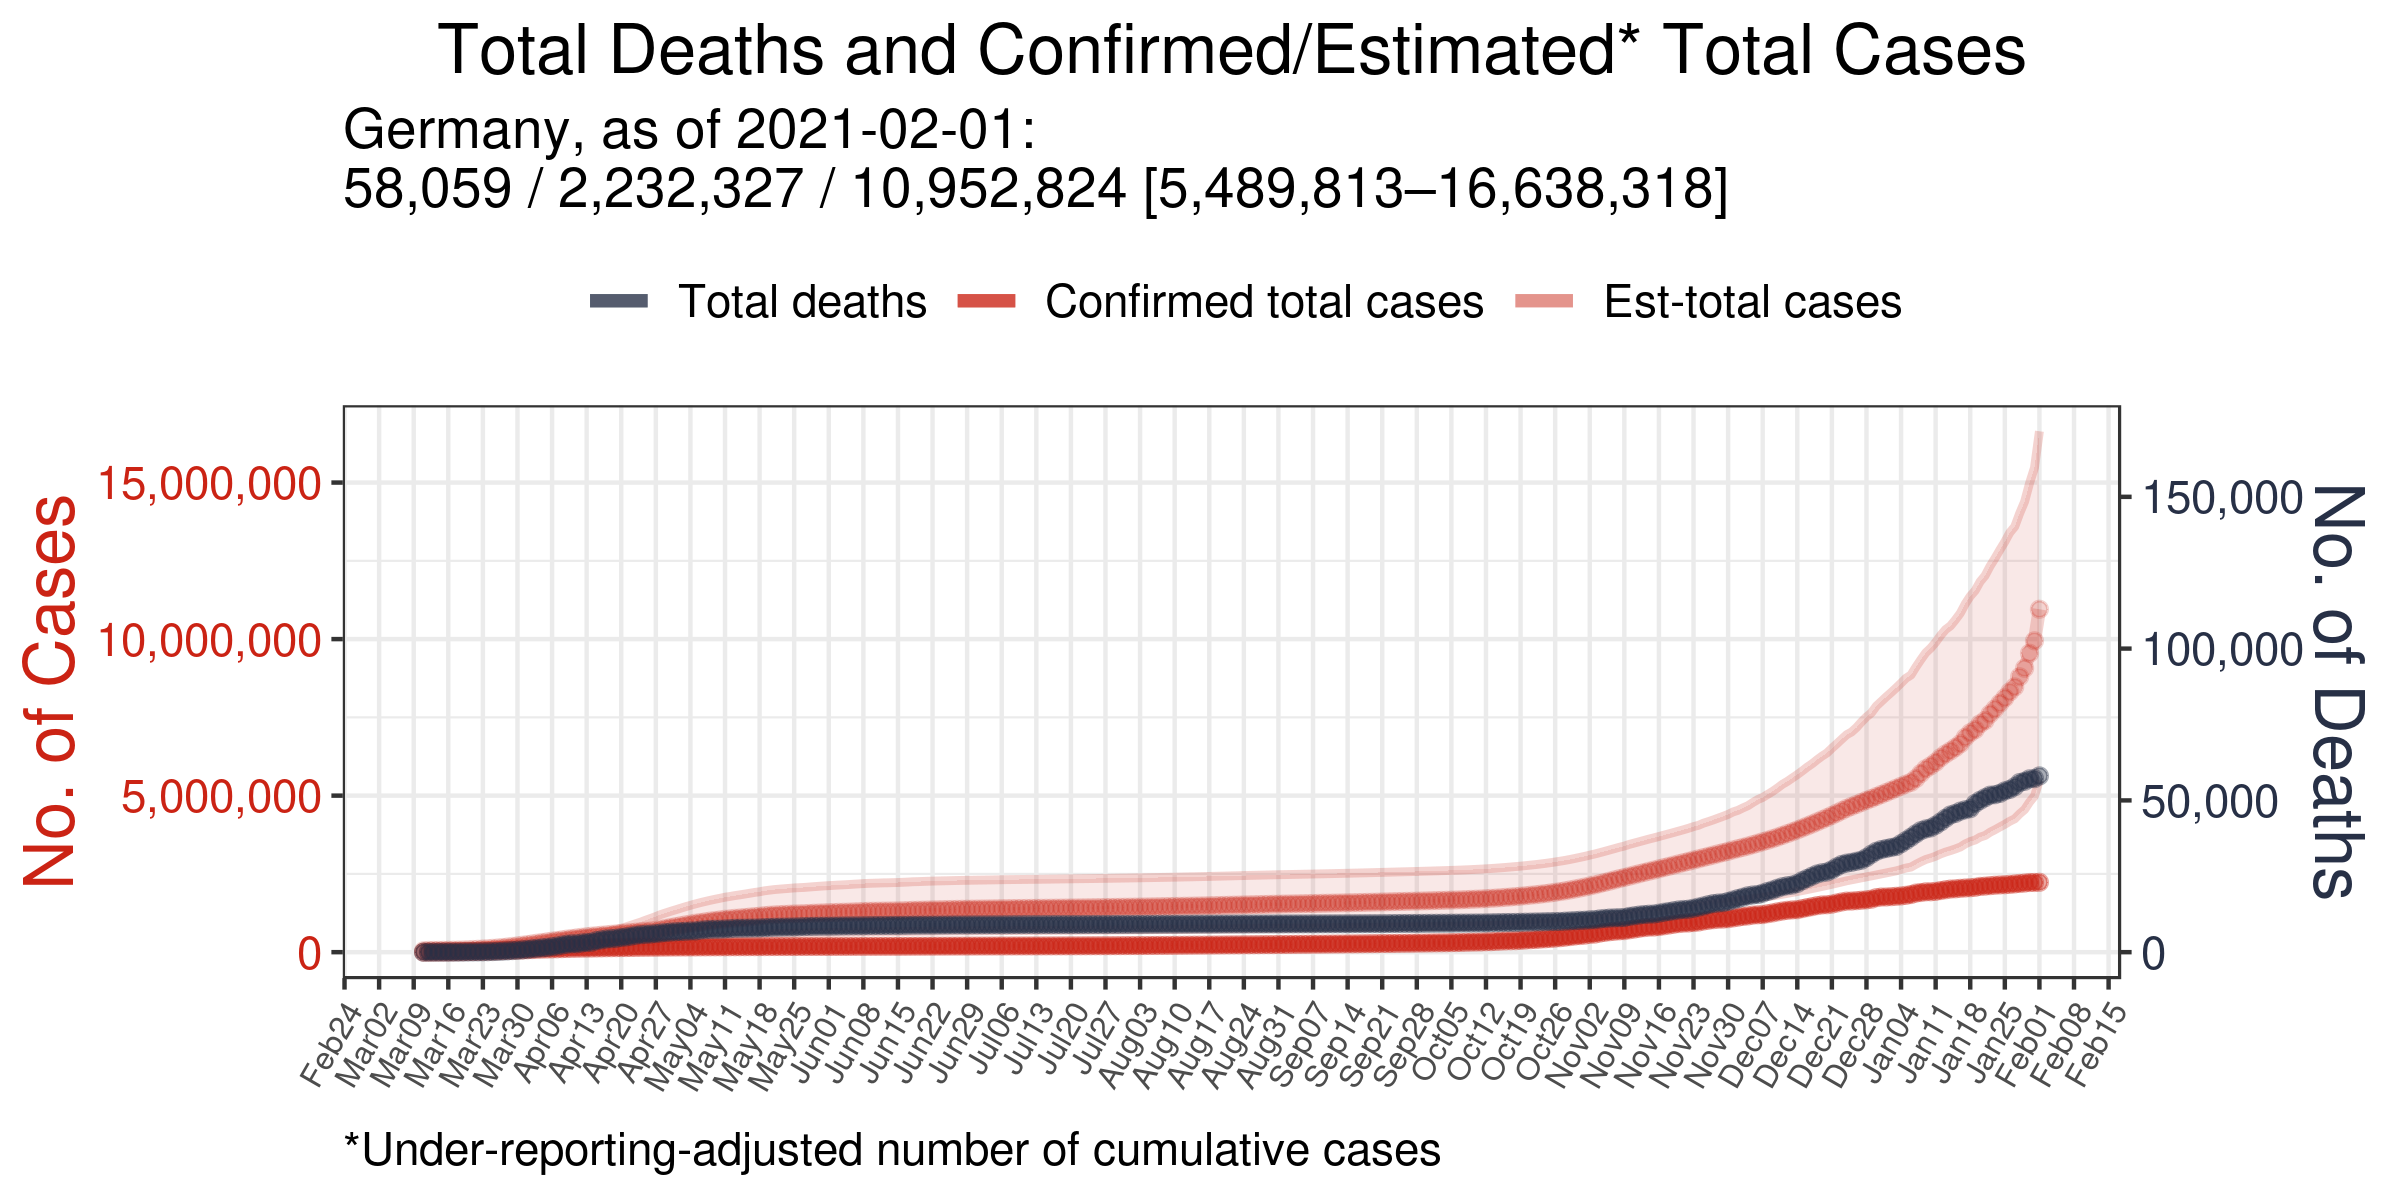 Total Deaths and Confirmed/Estimated* Total Cases
Germany, as of 2021-02-01:
58,059 / 2,232,327 / 10,952,824 [5,489,813–16,638,318]
Total deaths
Confirmed total cases
Est-total cases
No. of Cases
15,000,000
10,000,000
5,000,000
0
150,000
100,000
50,000
0
No. of Deaths
Feb24
Mar02
Mar09
Mar16
Mar23
Mar30
Apr06
Apr13
Apr20
Apr27
May04
May11
May18
May25
Jun01
Jun08
Jun15
Jun22
Jun29
Jul06
Jul13
Jul20
Jul27
Aug03
Aug10
Aug17
Aug24
Aug31
Sep07
Sep14
Sep21
Sep28
Oct05
Oct12
Oct19
Oct26
Nov02
Nov09
Nov16
Nov23
Nov30
Dec07
Dec14
Dec21
Dec28
Jan04
Jan11
Jan18
Jan25
Feb01
Feb08
Feb15
*Under-reporting-adjusted number of cumulative cases